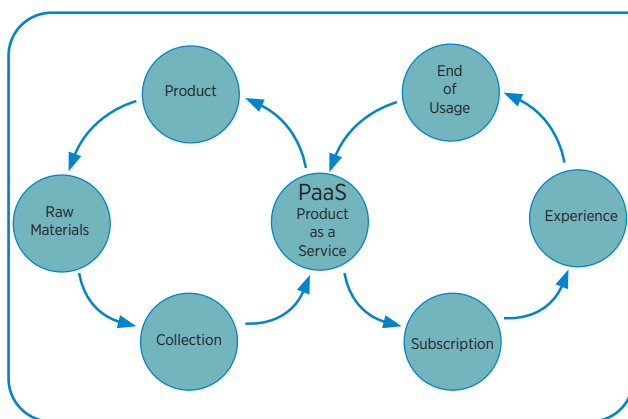 Product
End
of
Usage
Raw
Materials
PaaS
Product
as a
Service
Experience
Collection
Subscription